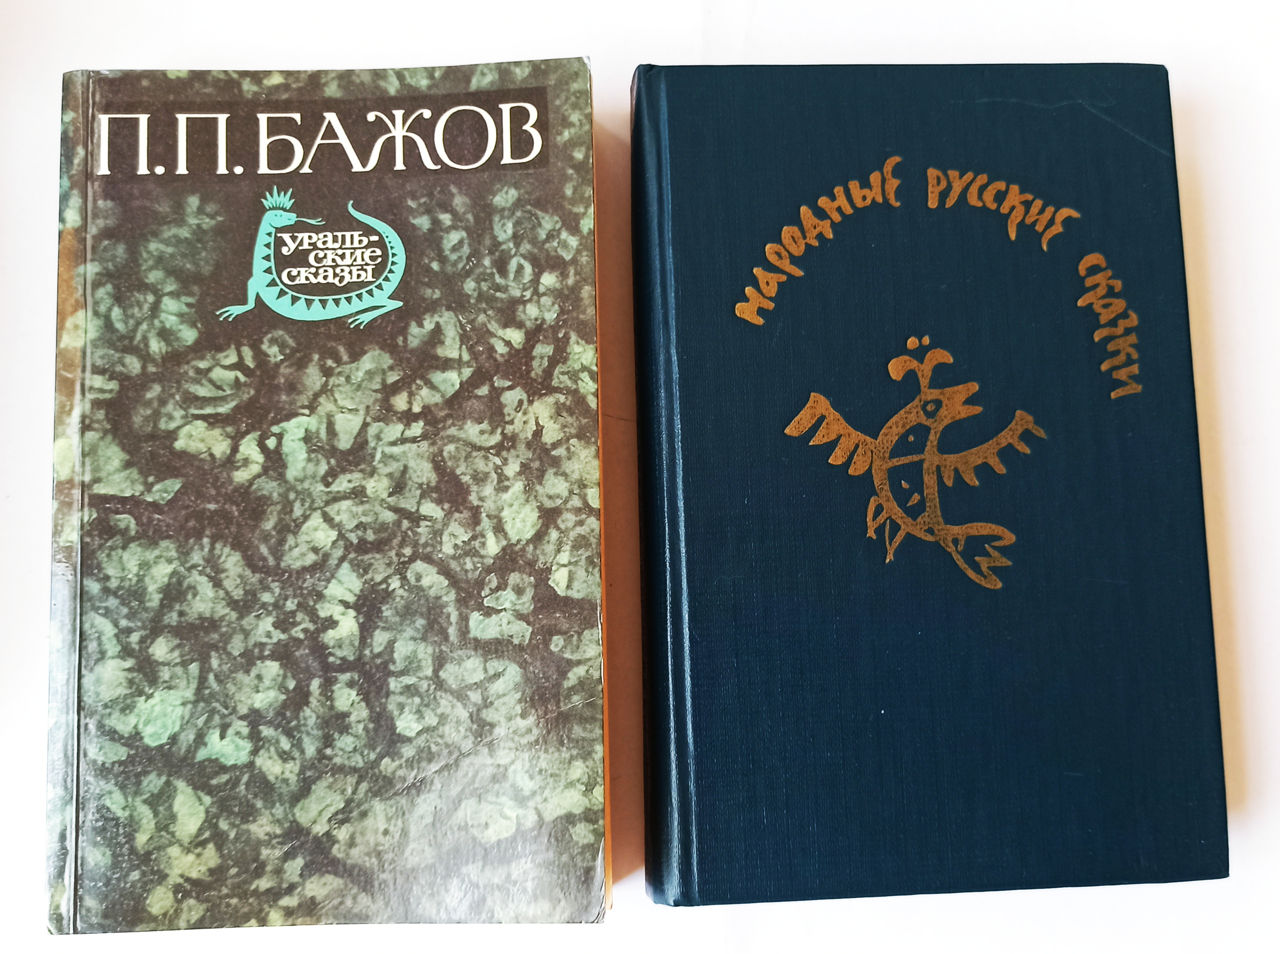 П.П.БАЖОВ
ураль-
ские
сказы
народные русские сказки